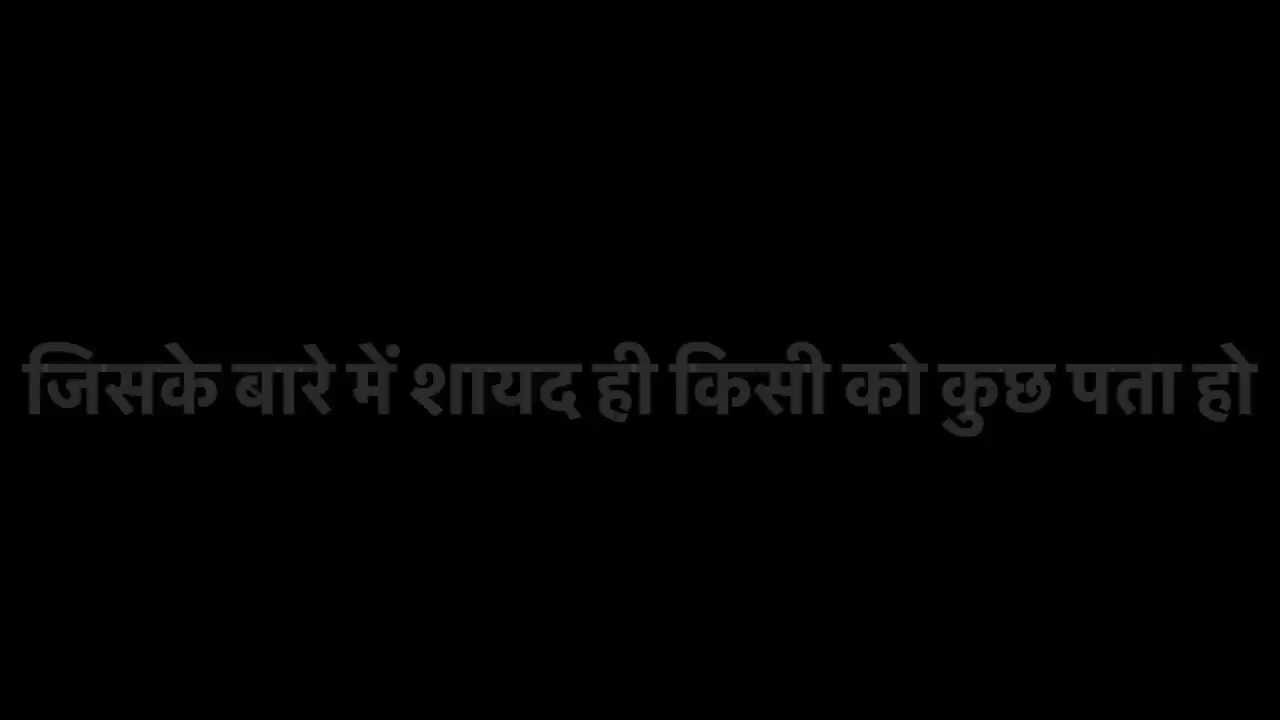 जिसके बारे में शायद ही किसी को कुछ पता हो